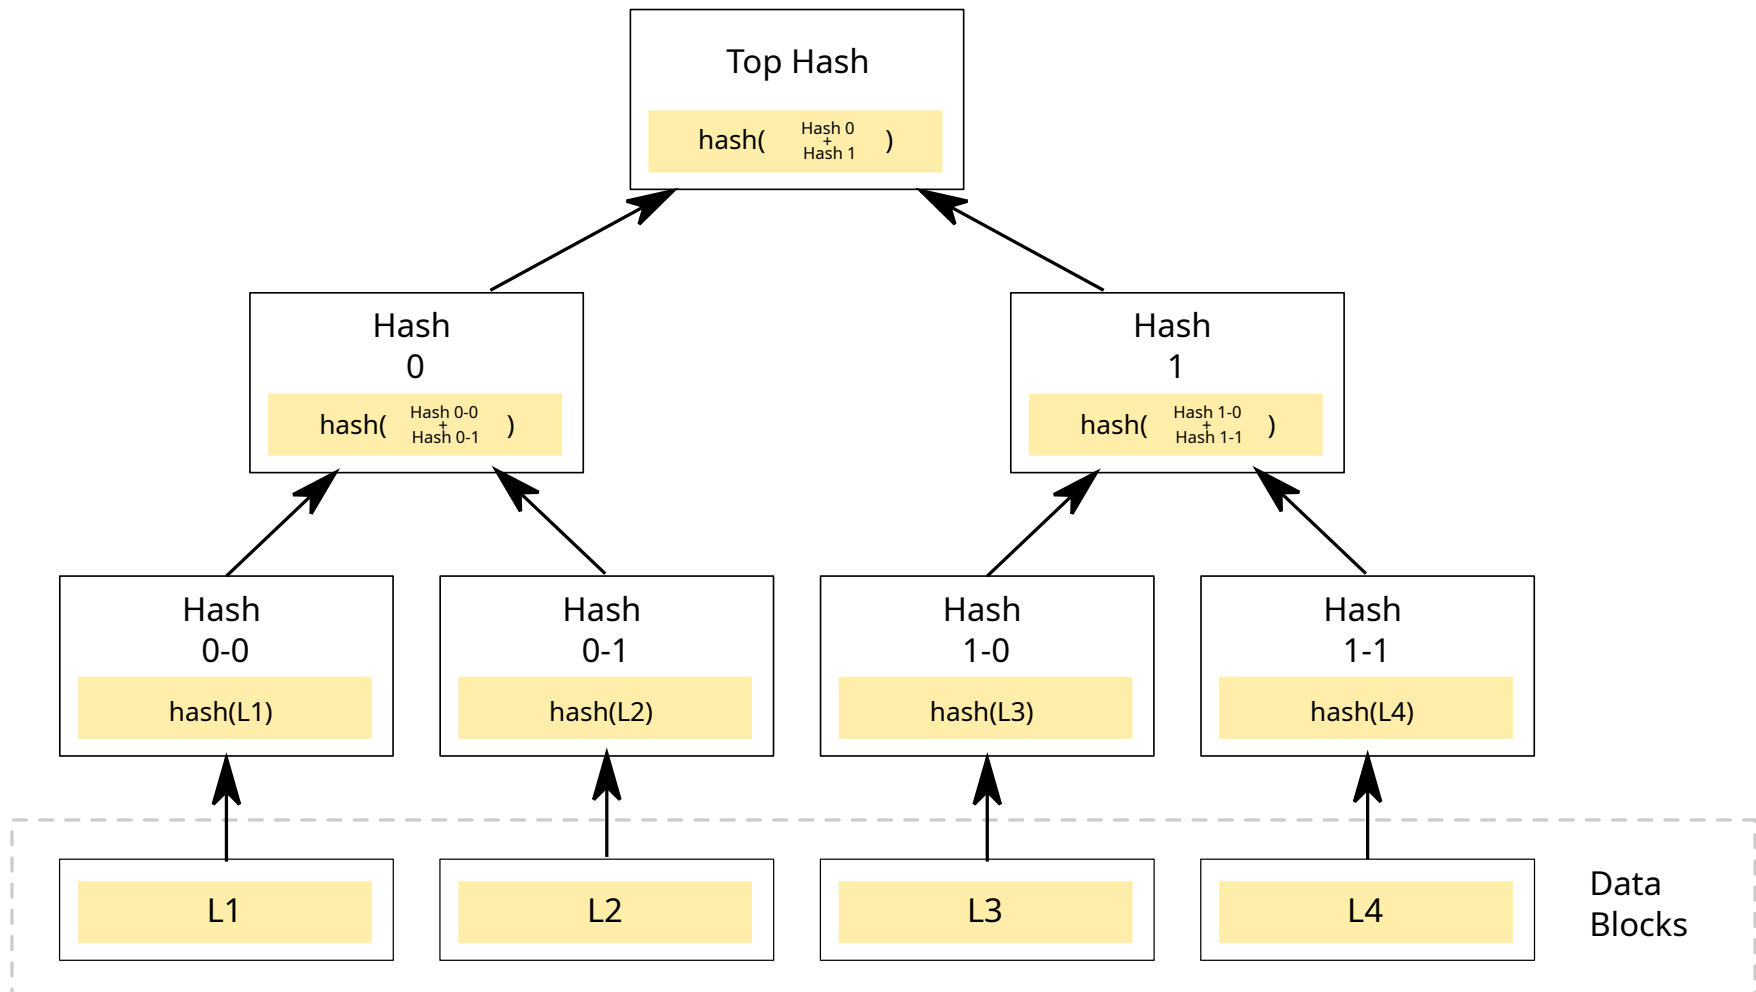 Top Hash
hash( Hash 0 + Hash 1 )
Hash
0
hash( Hash 0-0 + Hash 0-1 )
Hash
1
hash( Hash 1-0 + Hash 1-1 )
Hash
0-0
hash(L1)
Hash
0-1
hash(L2)
Hash
1-0
hash(L3)
Hash
1-1
hash(L4)
L1
L2
L3
L4
Data
Blocks